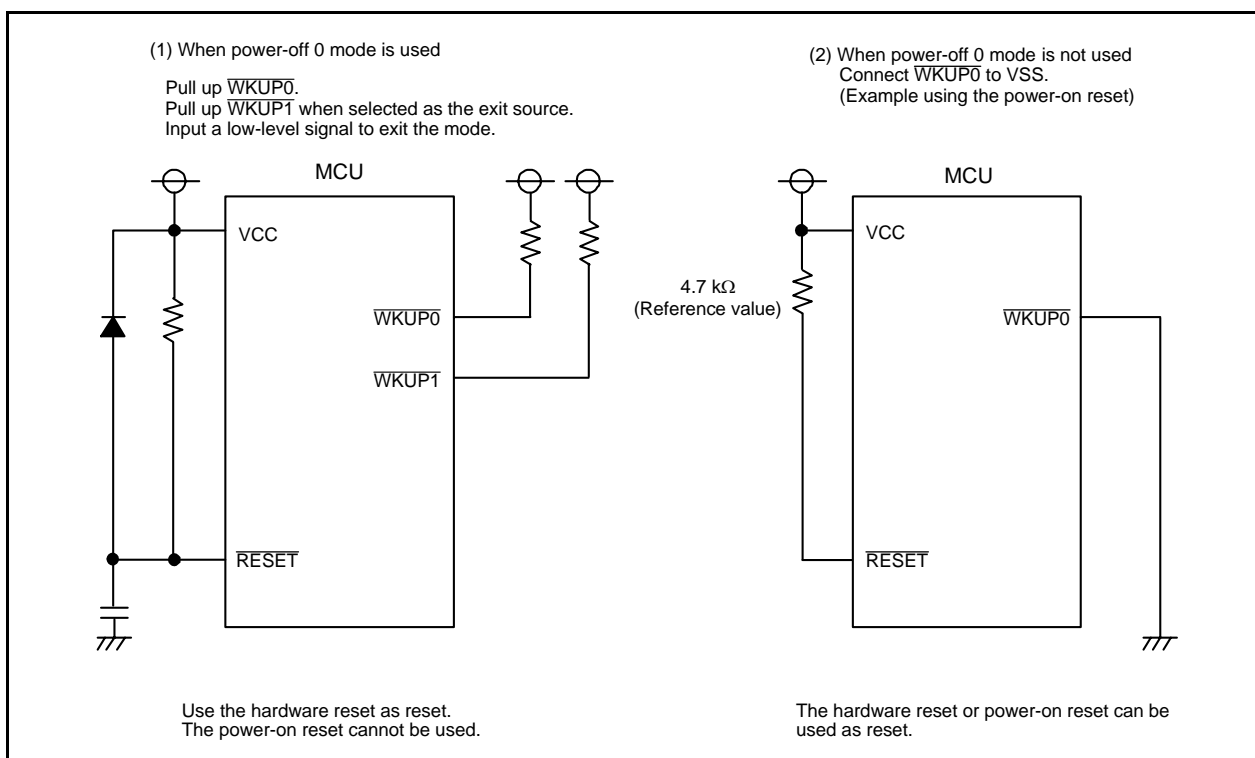 (1) When power-off 0 mode is used
Pull up WKUP0.
Pull up WKUP1 when selected as the exit source.
Input a low-level signal to exit the mode.
MCU
VCC
WKUP0
WKUP1
RESET
Use the hardware reset as reset.
The power-on reset cannot be used.
(2) When power-off 0 mode is not used
Connect WKUP0 to VSS.
(Example using the power-on reset)
MCU
VCC
4.7 kΩ
(Reference value)
WKUP0
RESET
The hardware reset or power-on reset can be
used as reset.